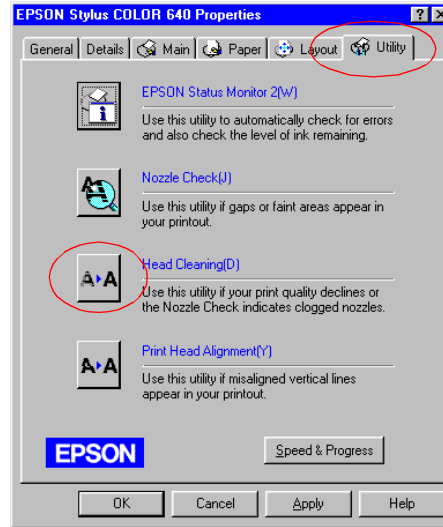 EPSON Stylus COLOR 640 Properties
General Details Main Paper Layout Utility
EPSON Status Monitor 2(W)
Use this utility to automatically check for errors
and also check the level of ink remaining.
Nozzle Check(J)
Use this utility if gaps or faint areas appear in
your printout.
Head Cleaning(D)
Use this utility if your print quality declines or
the Nozzle Check indicates clogged nozzles.
Print Head Alignment(Y)
Use this utility if misaligned vertical lines
appear in your printout.
EPSON Speed & Progress
OK Cancel Apply Help